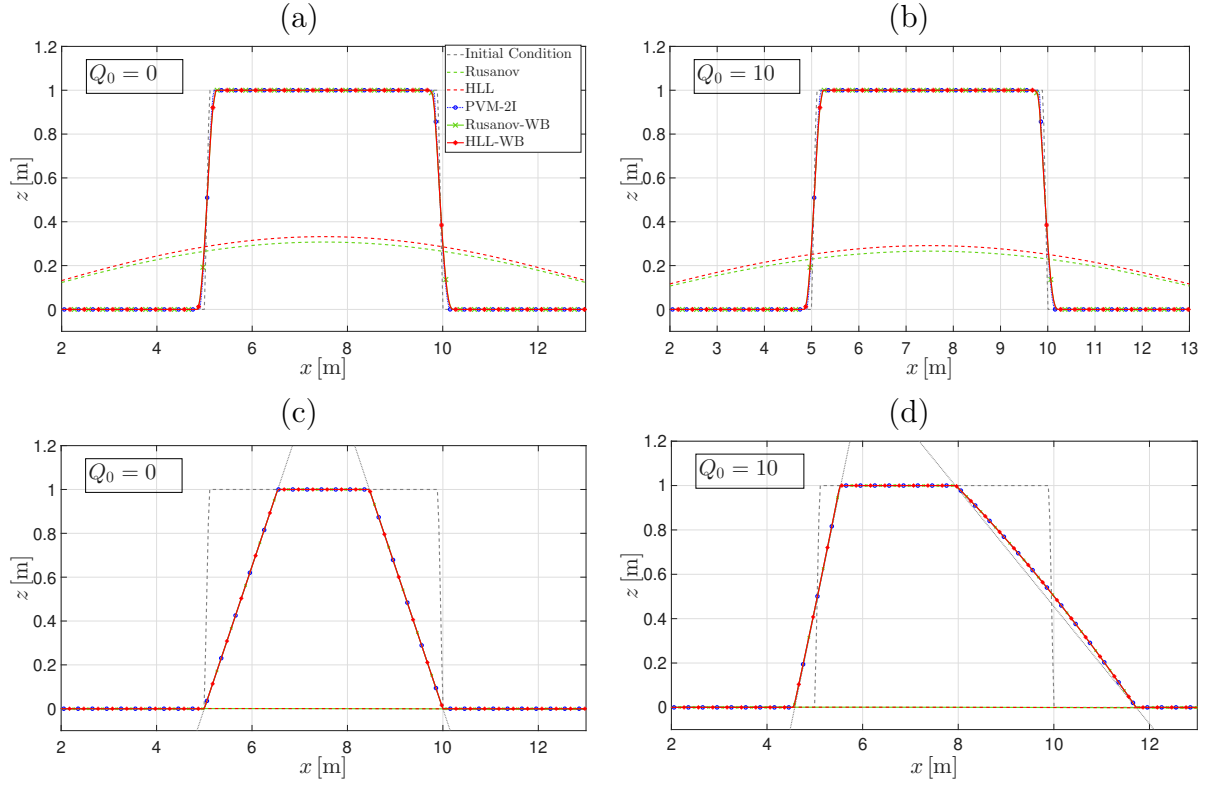 (a)
1.2
1
0.8
0.6
0.4
0.2
0
z [m]
Q₀ = 0
Initial Condition
Rusanov
HLL
PVM-2I
Rusanov-WB
HLL-WB
2 4 6 8 10 12
x [m]
(b)
1.2
1
0.8
0.6
0.4
0.2
0
z [m]
Q₀ = 10
2 3 4 5 6 7 8 9 10 11 12 13
x [m]
(c)
1.2
1
0.8
0.6
0.4
0.2
0
z [m]
Q₀ = 0
2 4 6 8 10 12
x [m]
(d)
1.2
1
0.8
0.6
0.4
0.2
0
z [m]
Q₀ = 10
2 4 6 8 10 12
x [m]